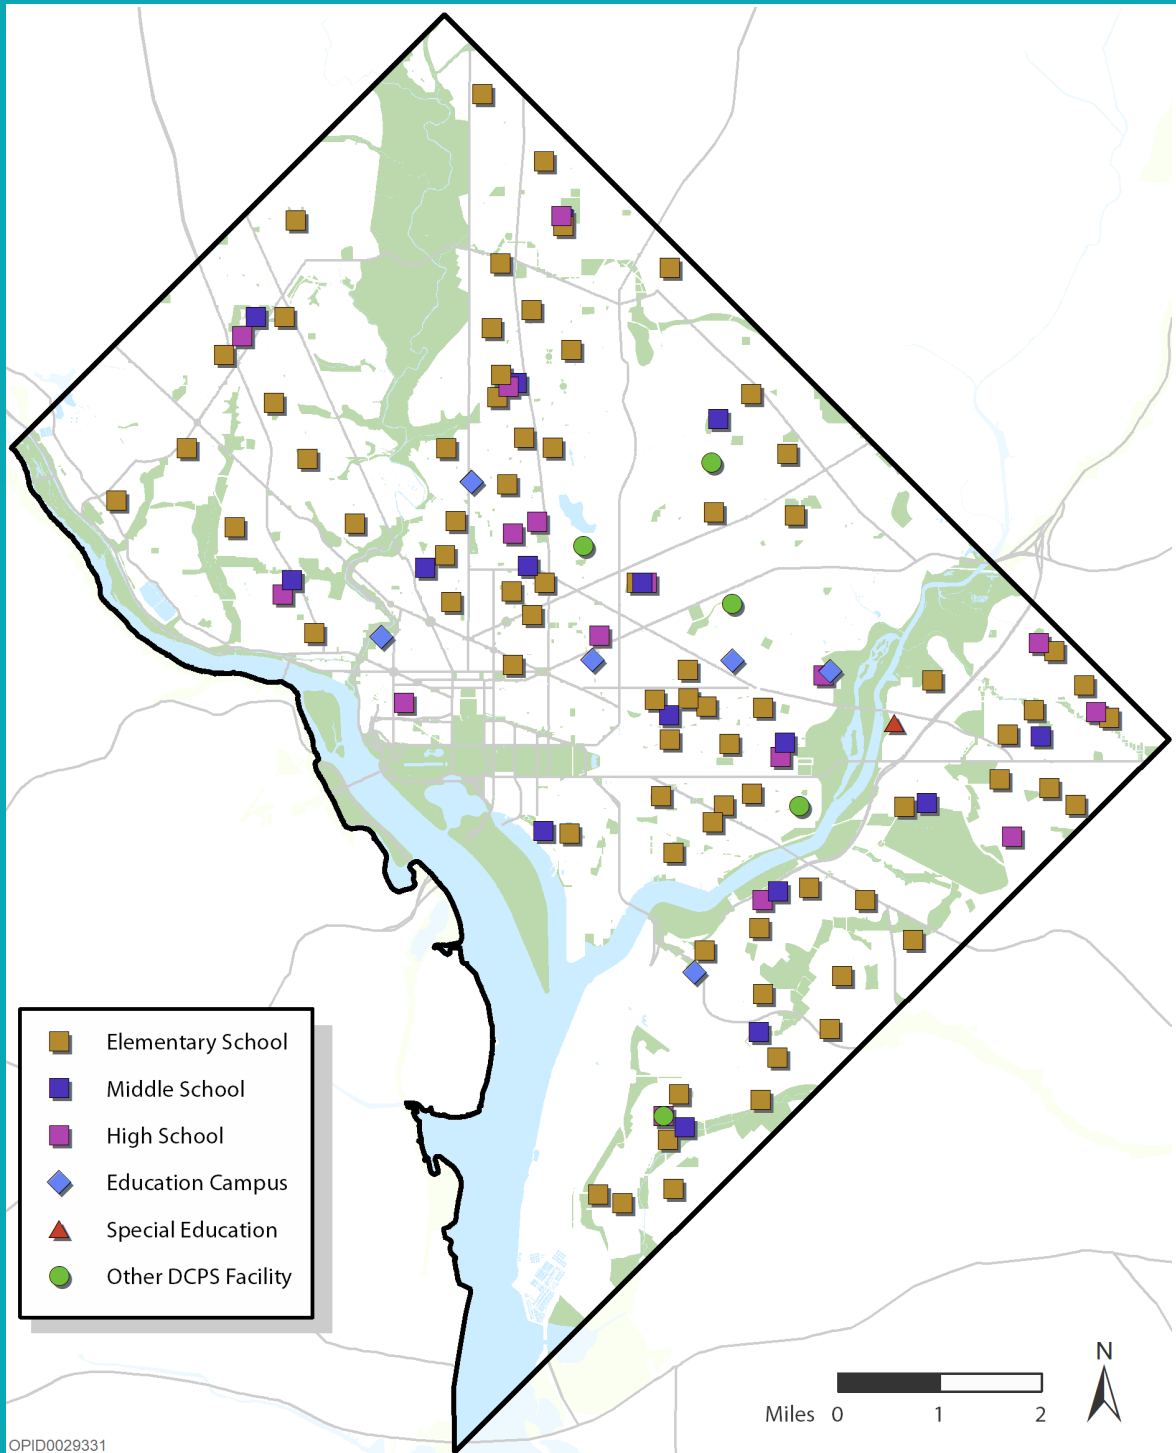 Elementary School
Middle School
High School
Education Campus
Special Education
Other DCPS Facility
N
Miles 0 1 2
OPID0029331